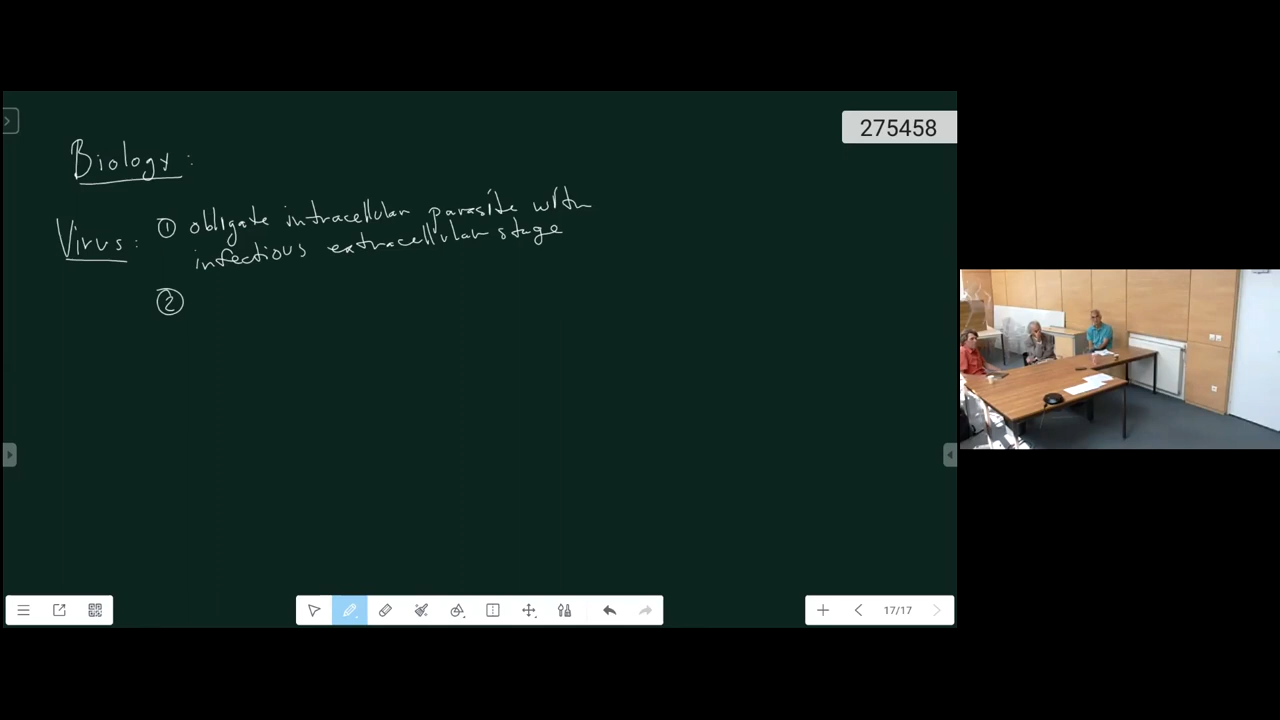 275458
Biology:
Virus: ① obligate intracellular parasite with
infectious extracellular stage
②
17/17